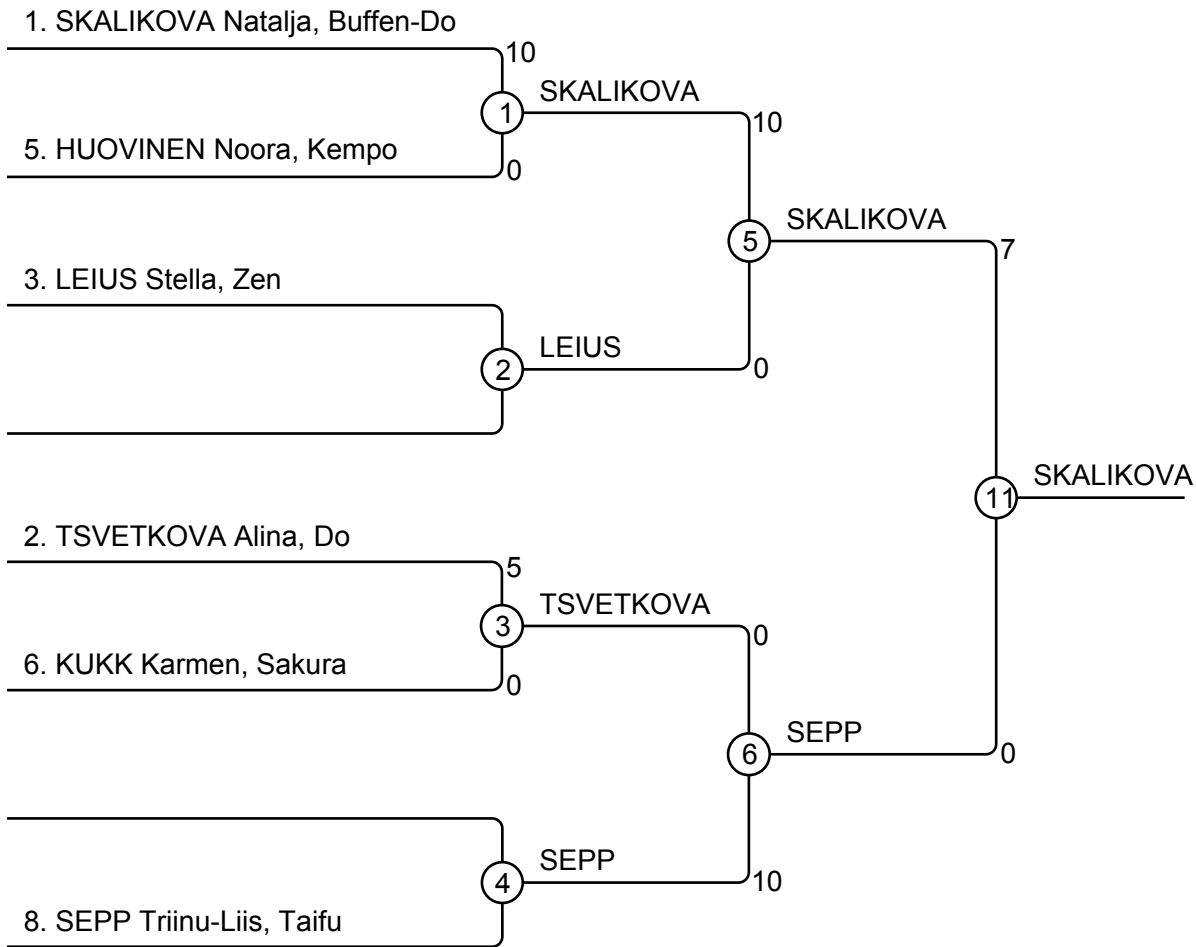 1. SKALIKOVA Natalja, Buffen-Do
10
1
SKALIKOVA
10
5. HUOVINEN Noora, Kempo
0
5
SKALIKOVA
7
3. LEIUS Stella, Zen
2
LEIUS
0
11
SKALIKOVA
2. TSVETKOVA Alina, Do
5
3
TSVETKOVA
0
6. KUKK Karmen, Sakura
0
6
SEPP
0
4
SEPP
10
8. SEPP Triinu-Liis, Taifu